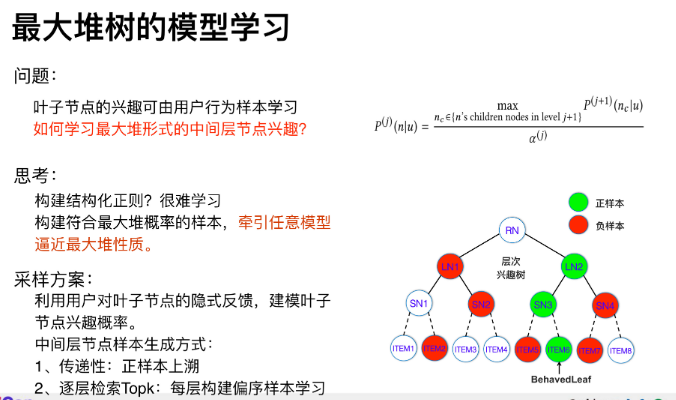 最大堆树的模型学习
问题：
叶子节点的兴趣可由用户行为样本学习
如何学习最大堆形式的中间层节点兴趣?
思考：
构建结构化正则？很难学习
构建符合最大堆概率的样本，牵引任意模型
逼近最大堆性质。
采样方案：
利用用户对叶子节点的隐式反馈，建模叶子
节点兴趣概率。
中间层节点样本生成方式：
1、传递性：正样本上溯
2、逐层检索Topk：每层构建偏序样本学习
P^(j)(n|u) = max_{n_c∈{n's children nodes in level j+1}} P^(j+1)(n_c|u) / α^(j)
正样本
负样本
RN
层次
兴趣树
LN1 LN2
SN1 SN2 SN3 SN4
ITEM1 ITEM2 ITEM3 ITEM4 ITEM5 ITEM6 ITEM7 ITEM8
BehavedLeaf